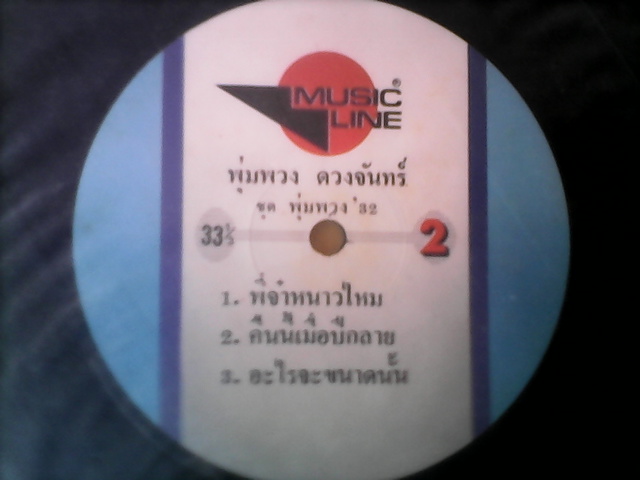 MUSIC®
LINE
พุ่มพวง ดวงจันทร์
ชุด พุ่มพวง '32
33⅓
2
1. พี่จ๋าหนาวไหม
2. คืนนี้เมื่อปีกลาย
3. อะไรจะขนาดนั้น